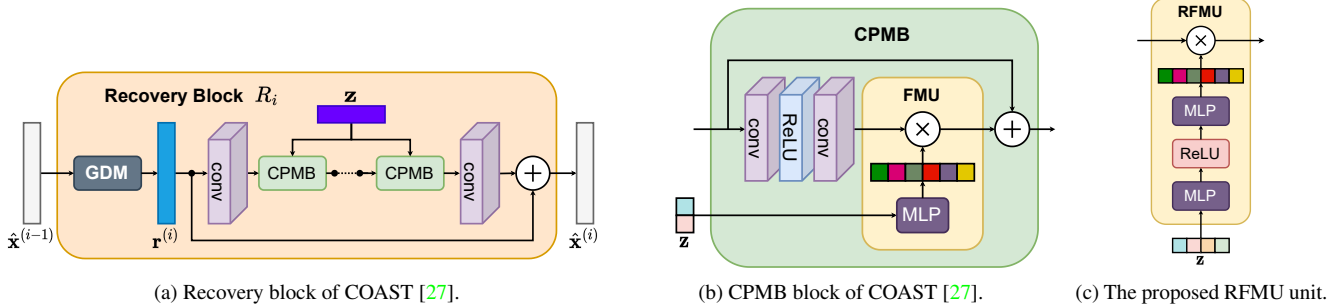 Recovery Block R_i
z
x̂^(i−1)
GDM
r^(i)
conv
CPMB
CPMB
conv
x̂^(i)
(a) Recovery block of COAST [27].
CPMB
conv
ReLU
conv
FMU
MLP
z
(b) CPMB block of COAST [27].
RFMU
MLP
ReLU
MLP
z
(c) The proposed RFMU unit.